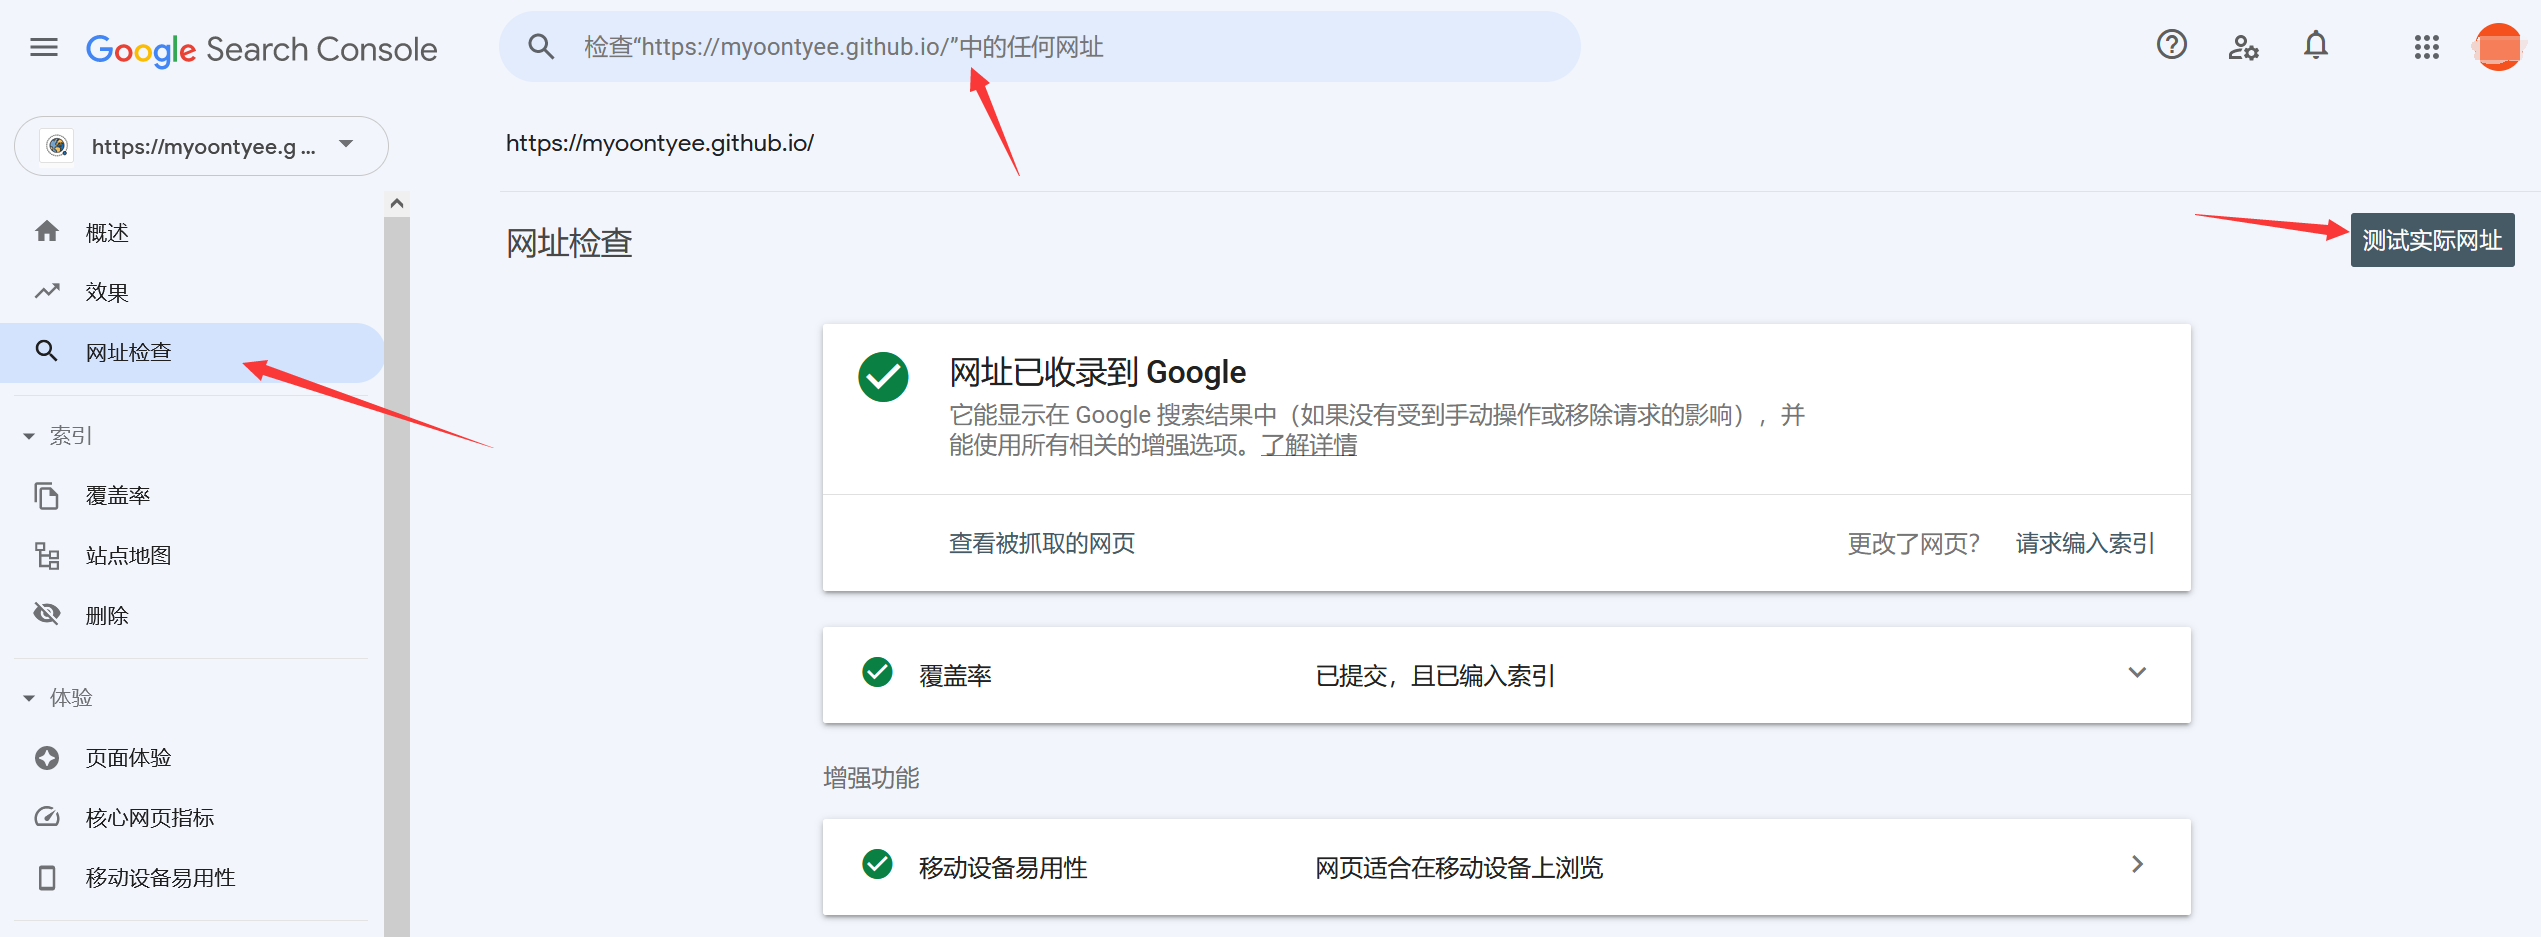 Google Search Console
检查“https://myoontyee.github.io/”中的任何网址
https://myoontyee.g ...
https://myoontyee.github.io/
概述
效果
网址检查
索引
覆盖率
站点地图
删除
体验
页面体验
核心网页指标
移动设备易用性
网址检查
测试实际网址
网址已收录到 Google
它能显示在 Google 搜索结果中（如果没有受到手动操作或移除请求的影响），并
能使用所有相关的增强选项。了解详情
查看被抓取的网页
更改了网页？ 请求编入索引
覆盖率 已提交，且已编入索引
增强功能
移动设备易用性 网页适合在移动设备上浏览